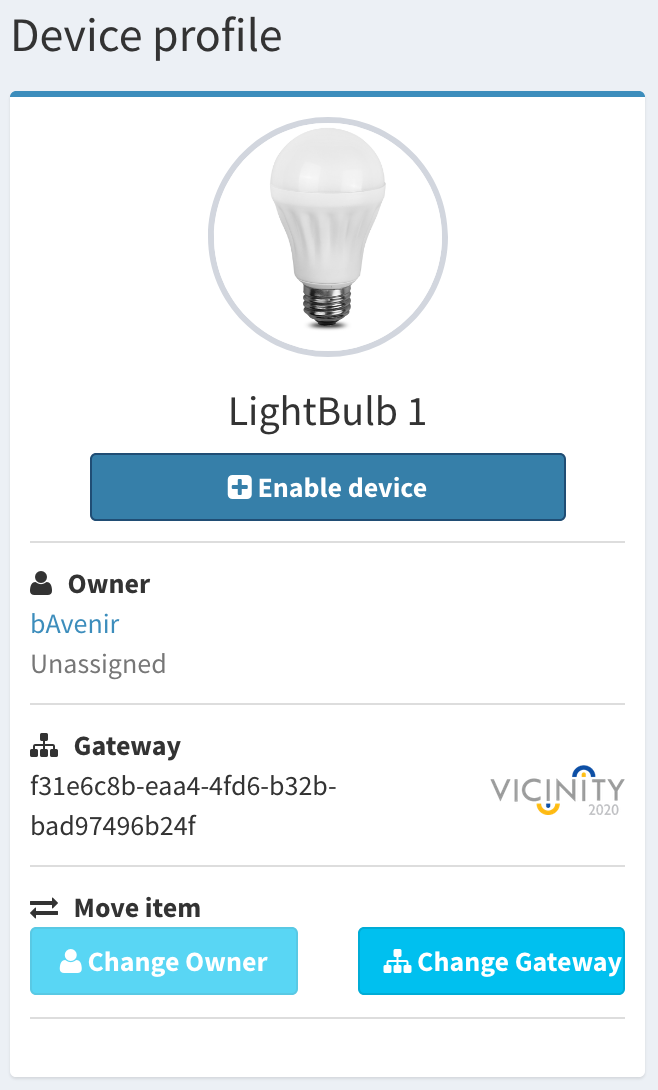 Device profile
LightBulb 1
Enable device
Owner
bAvenir
Unassigned
Gateway
f31e6c8b-eaa4-4fd6-b32b-
bad97496b24f
VICINITY
2020
Move item
Change Owner
Change Gateway